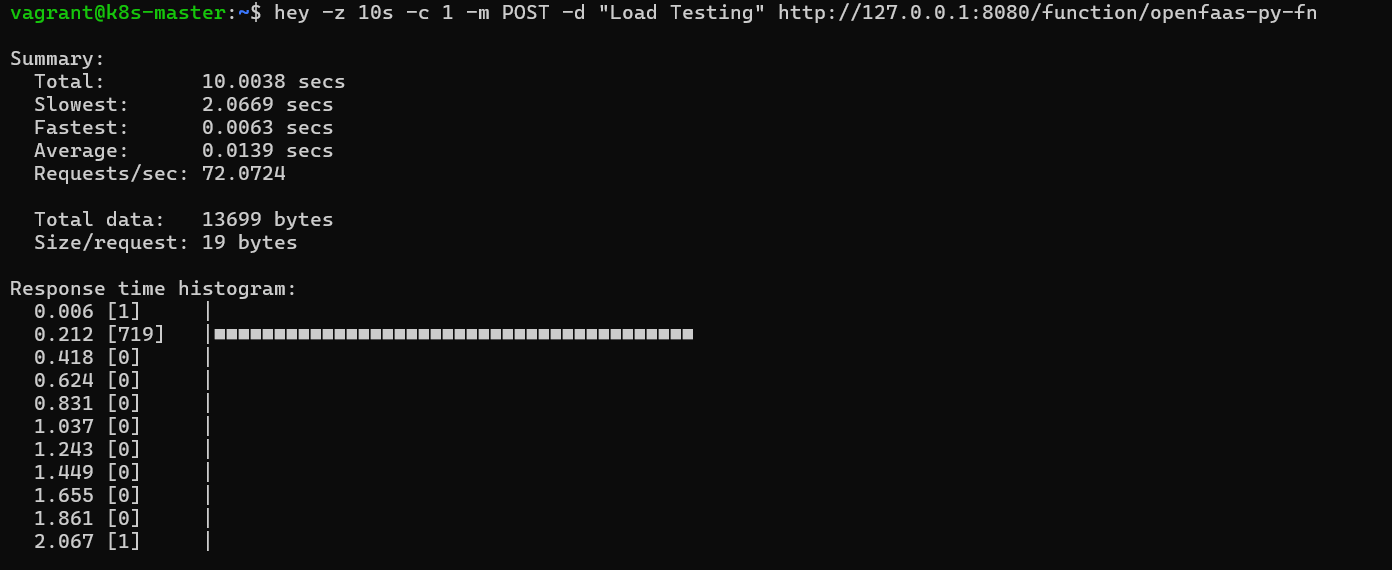 vagrant@k8s-master:~$ hey -z 10s -c 1 -m POST -d "Load Testing" http://127.0.0.1:8080/function/openfaas-py-fn

Summary:
  Total:        10.0038 secs
  Slowest:      2.0669 secs
  Fastest:      0.0063 secs
  Average:      0.0139 secs
  Requests/sec: 72.0724

  Total data:   13699 bytes
  Size/request: 19 bytes

Response time histogram:
  0.006 [1]     |
  0.212 [719]   |■■■■■■■■■■■■■■■■■■■■■■■■■■■■■■■■■■■■■■■■
  0.418 [0]     |
  0.624 [0]     |
  0.831 [0]     |
  1.037 [0]     |
  1.243 [0]     |
  1.449 [0]     |
  1.655 [0]     |
  1.861 [0]     |
  2.067 [1]     |